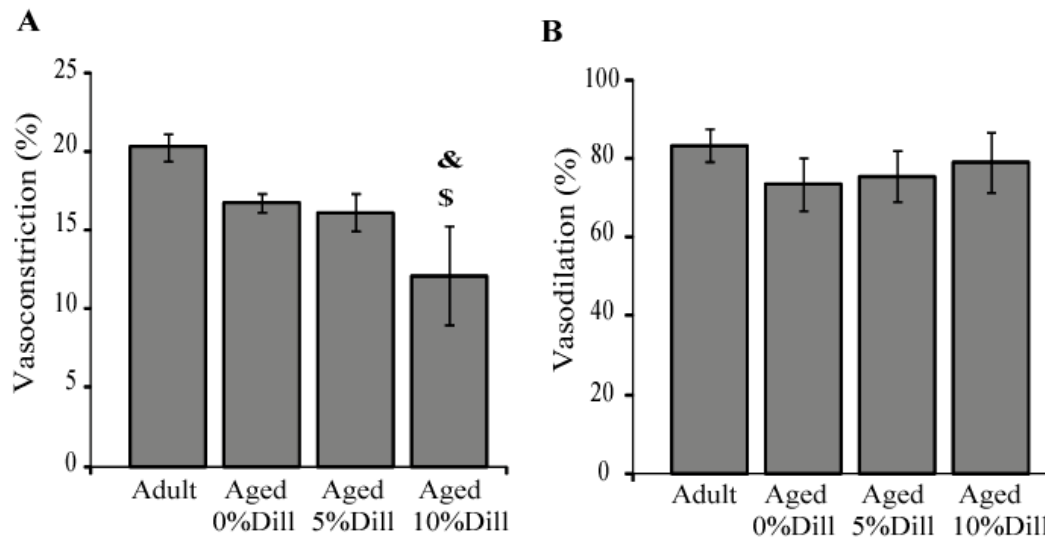 A
Vasoconstriction (%)
25
20
15
10
5
0
&
$
Adult Aged Aged Aged
0%Dill 5%Dill 10%Dill
B
Vasodilation (%)
100
80
60
40
20
0
Adult Aged Aged Aged
0%Dill 5%Dill 10%Dill